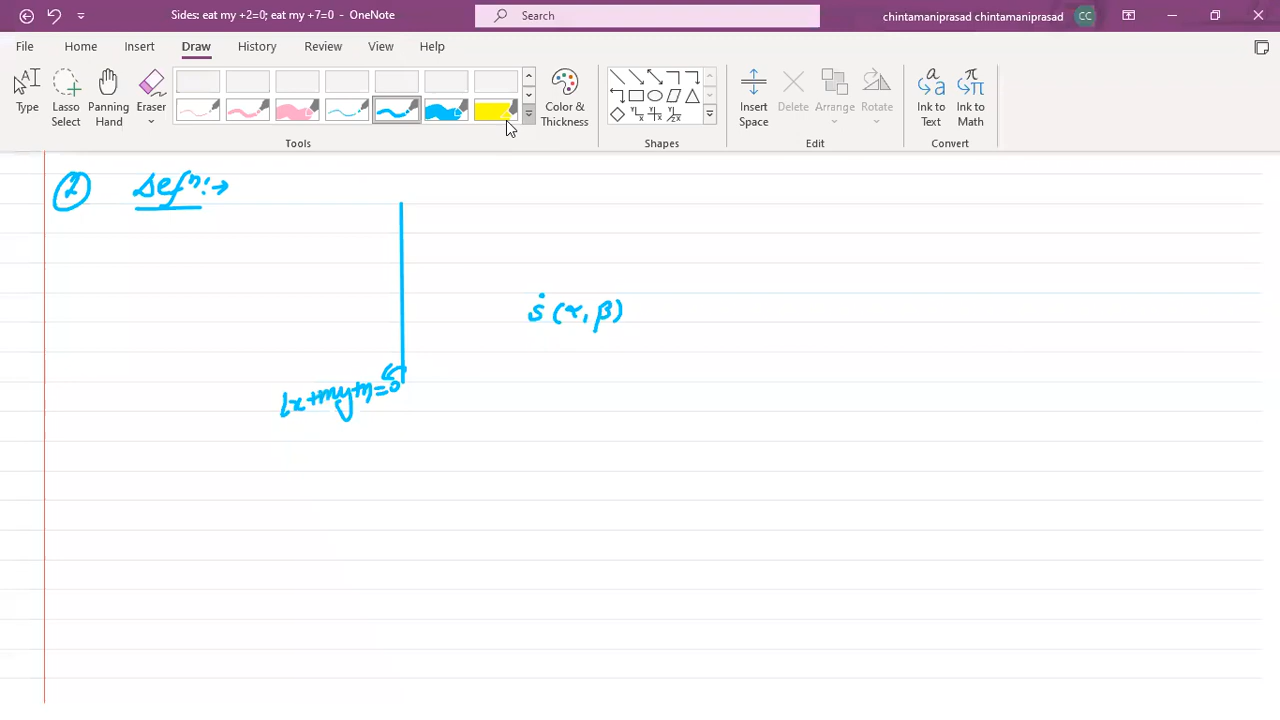 Sides: eat my +2=0; eat my +7=0 - OneNote
Search
chintamaniprasad chintamaniprasad CC
File Home Insert Draw History Review View Help
Type
Lasso Select
Panning Hand
Eraser
Color & Thickness
Insert Space
Delete
Arrange
Rotate
Ink to Text
Ink to Math
Tools
Shapes
Edit
Convert
② Defn:→
S(α, β)
lx+my+n=0